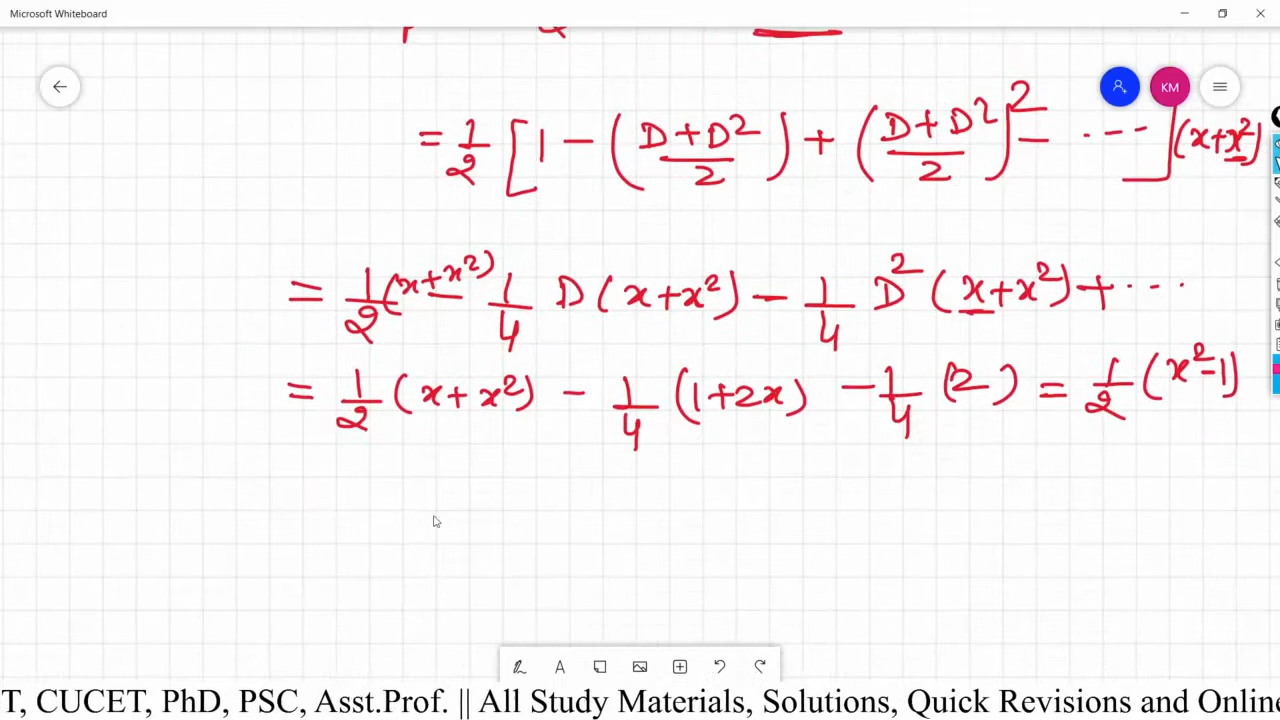 Microsoft Whiteboard
KM
= 1/2 [1 - ((D+D²)/2) + ((D+D²)/2)² - ....] (x+x²)
= 1/2 (x+x²) - 1/4 D(x+x²) - 1/4 D² (x+x²) + ...
= 1/2 (x+x²) - 1/4 (1+2x) - 1/4 (2) = 1/2 (x²-1)
T, CUCET, PhD, PSC, Asst.Prof. || All Study Materials, Solutions, Quick Revisions and Online